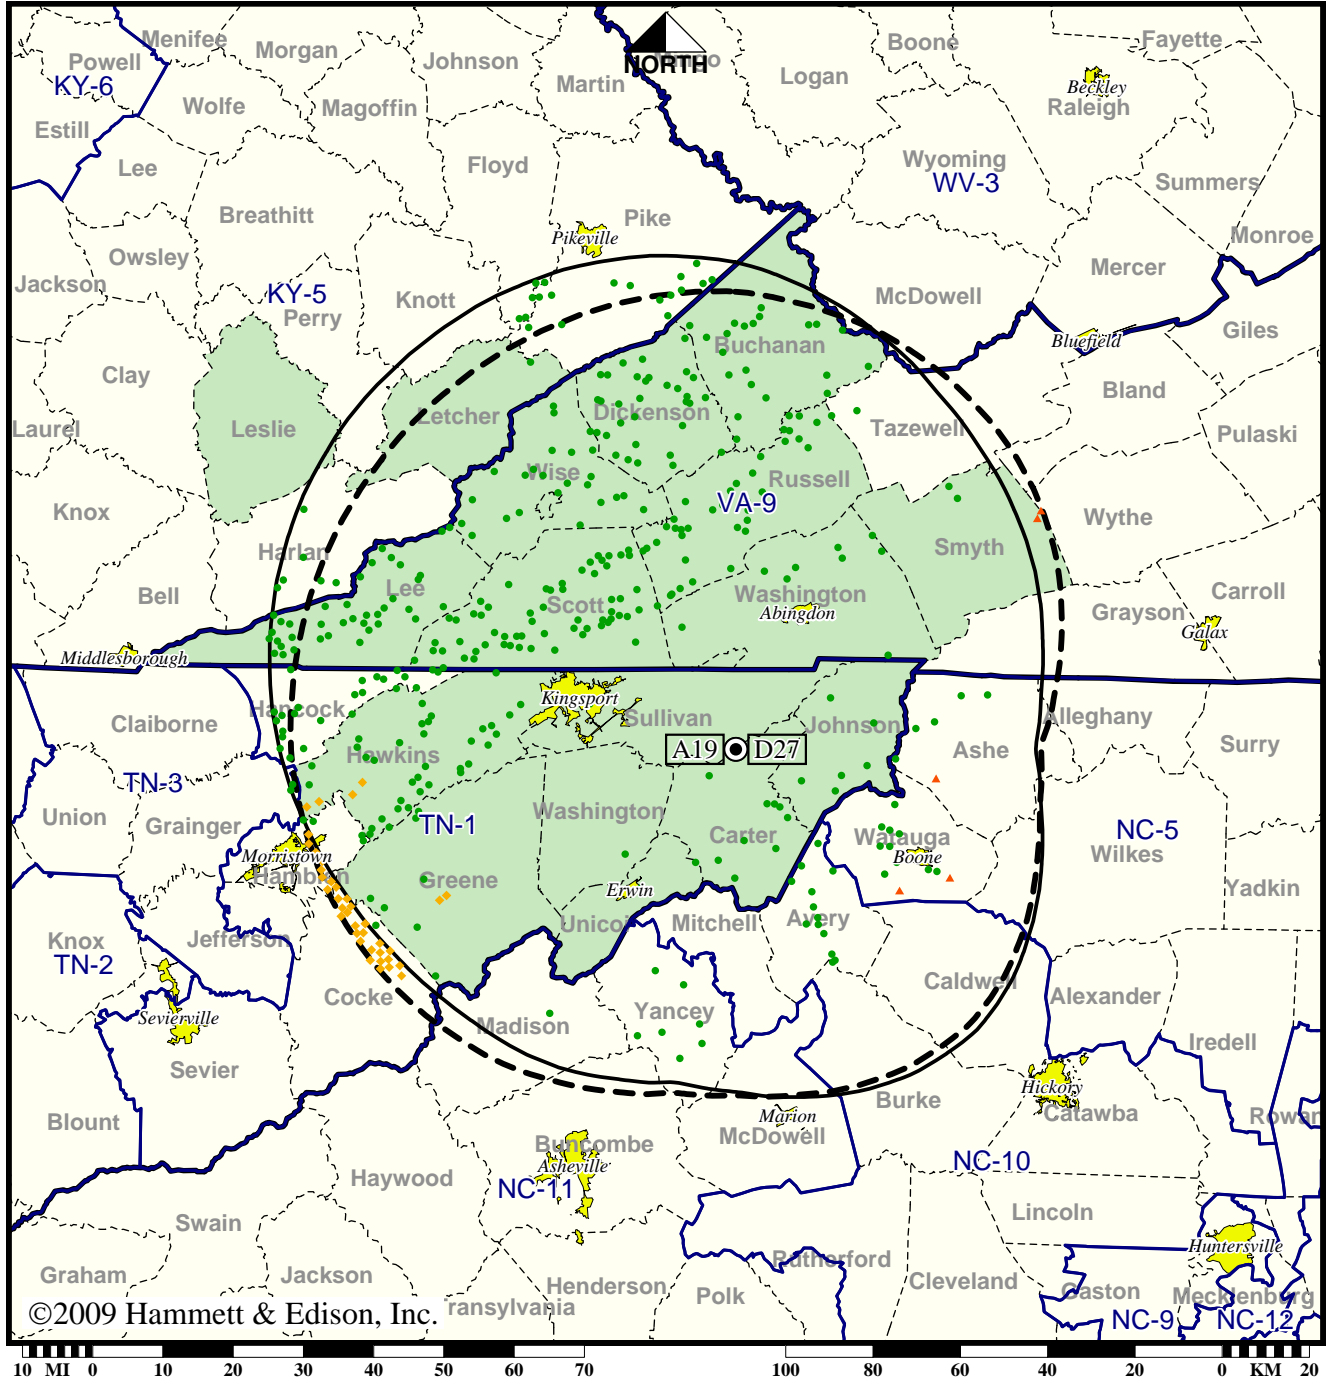 Menifee
Morgan
Johnson
Boone
Fayette
Powell
Martin
NORTH
Logan
KY-6
Beckley
Raleigh
Wolfe
Magoffin
Estill
Lee
Floyd
Wyoming
WV-3
Summers
Breathitt
Pike
Pikeville
Monroe
Owsley
Jackson
Mercer
KY-5
Knott
McDowell
Perry
Giles
Buchanan
Bluefield
Clay
Bland
Laurel
Leslie
Letcher
Dickenson
Tazewell
Pulaski
Wise
Russell
VA-9
Knox
Wythe
Harlan
Smyth
Bell
Lee
Scott
Washington
Abingdon
Carroll
Grayson
Galax
Middlesborough
Kingsport
Hancock
Sullivan
Johnson
Alleghany
Claiborne
Ashe
Surry
Hawkins
A19
D27
TN-3
Union
Grainger
TN-1
Washington
Carter
Watauga
Boone
NC-5
Wilkes
Morristown
Hamblen
Greene
Erwin
Yadkin
Unicoi
Mitchell
Avery
Knox
TN-2
Jefferson
Cocke
Caldwell
Alexander
Sevierville
Madison
Yancey
Iredell
Sevier
Hickory
Catawba
Burke
Blount
Marion
McDowell
Rowan
Buncombe
Asheville
Haywood
NC-11
NC-10
Swain
Lincoln
Huntersville
Rutherford
Graham
Jackson
Henderson
Polk
Cleveland
Gaston
Mecklenburg
©2009 Hammett & Edison, Inc.
Transylvania
NC-9
NC-12
10 MI 0 10 20 30 40 50 60 70 100 80 60 40 20 0 KM 20